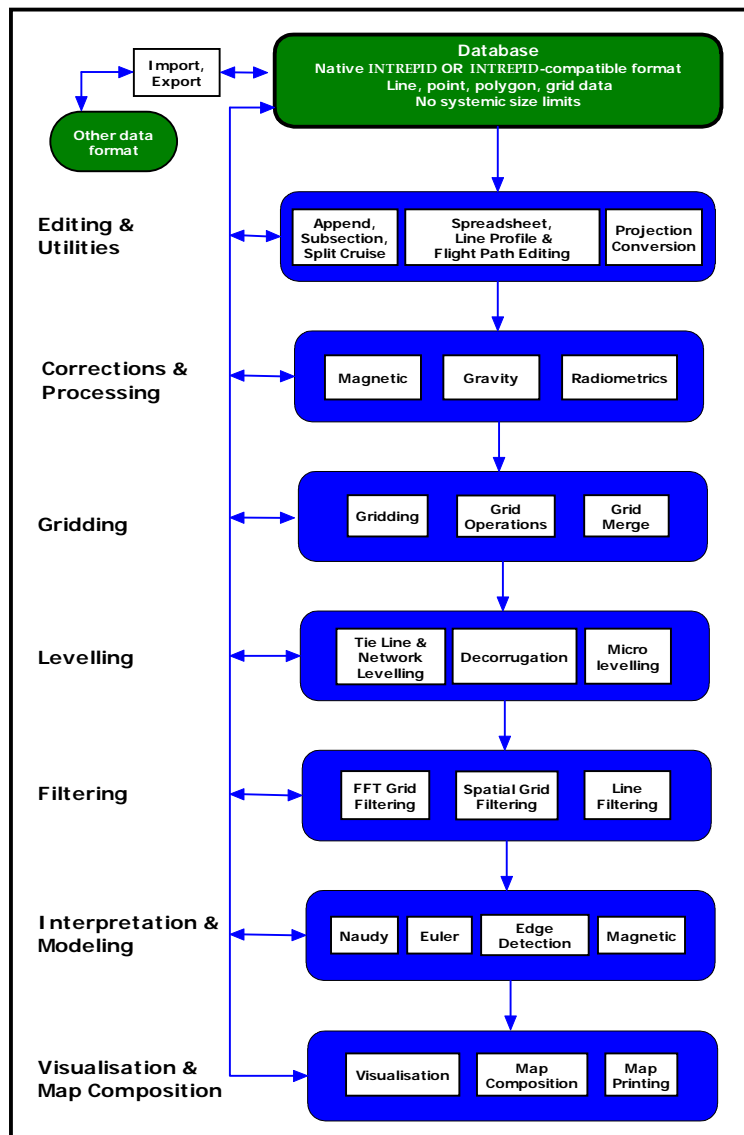 Database
Native INTREPID OR INTREPID-compatible format
Line, point, polygon, grid data
No systemic size limits
Import,
Export
Other data
format
Editing &
Utilities
Append,
Subsection,
Split Cruise
Spreadsheet,
Line Profile &
Flight Path Editing
Projection
Conversion
Corrections &
Processing
Magnetic
Gravity
Radiometrics
Gridding
Gridding
Grid
Operations
Grid
Merge
Levelling
Tie Line &
Network
Levelling
Decorrugation
Micro
levelling
Filtering
FFT Grid
Filtering
Spatial Grid
Filtering
Line
Filtering
Interpretation &
Modeling
Naudy
Euler
Edge
Detection
Magnetic
Visualisation &
Map Composition
Visualisation
Map
Composition
Map
Printing